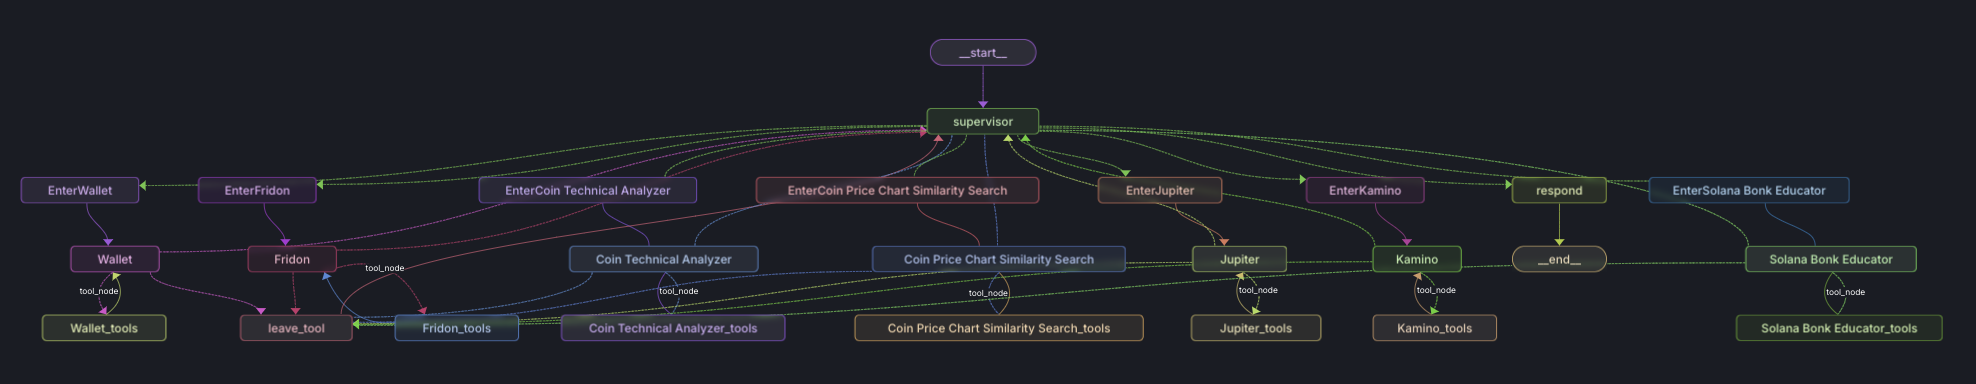 __start__
supervisor
EnterWallet
EnterFridon
EnterCoin Technical Analyzer
EnterCoin Price Chart Similarity Search
EnterJupiter
EnterKamino
respond
EnterSolana Bonk Educator
Wallet
Fridon
Coin Technical Analyzer
Coin Price Chart Similarity Search
Jupiter
Kamino
__end__
Solana Bonk Educator
tool_node
tool_node
tool_node
tool_node
tool_node
tool_node
tool_node
Wallet_tools
leave_tool
Fridon_tools
Coin Technical Analyzer_tools
Coin Price Chart Similarity Search_tools
Jupiter_tools
Kamino_tools
Solana Bonk Educator_tools